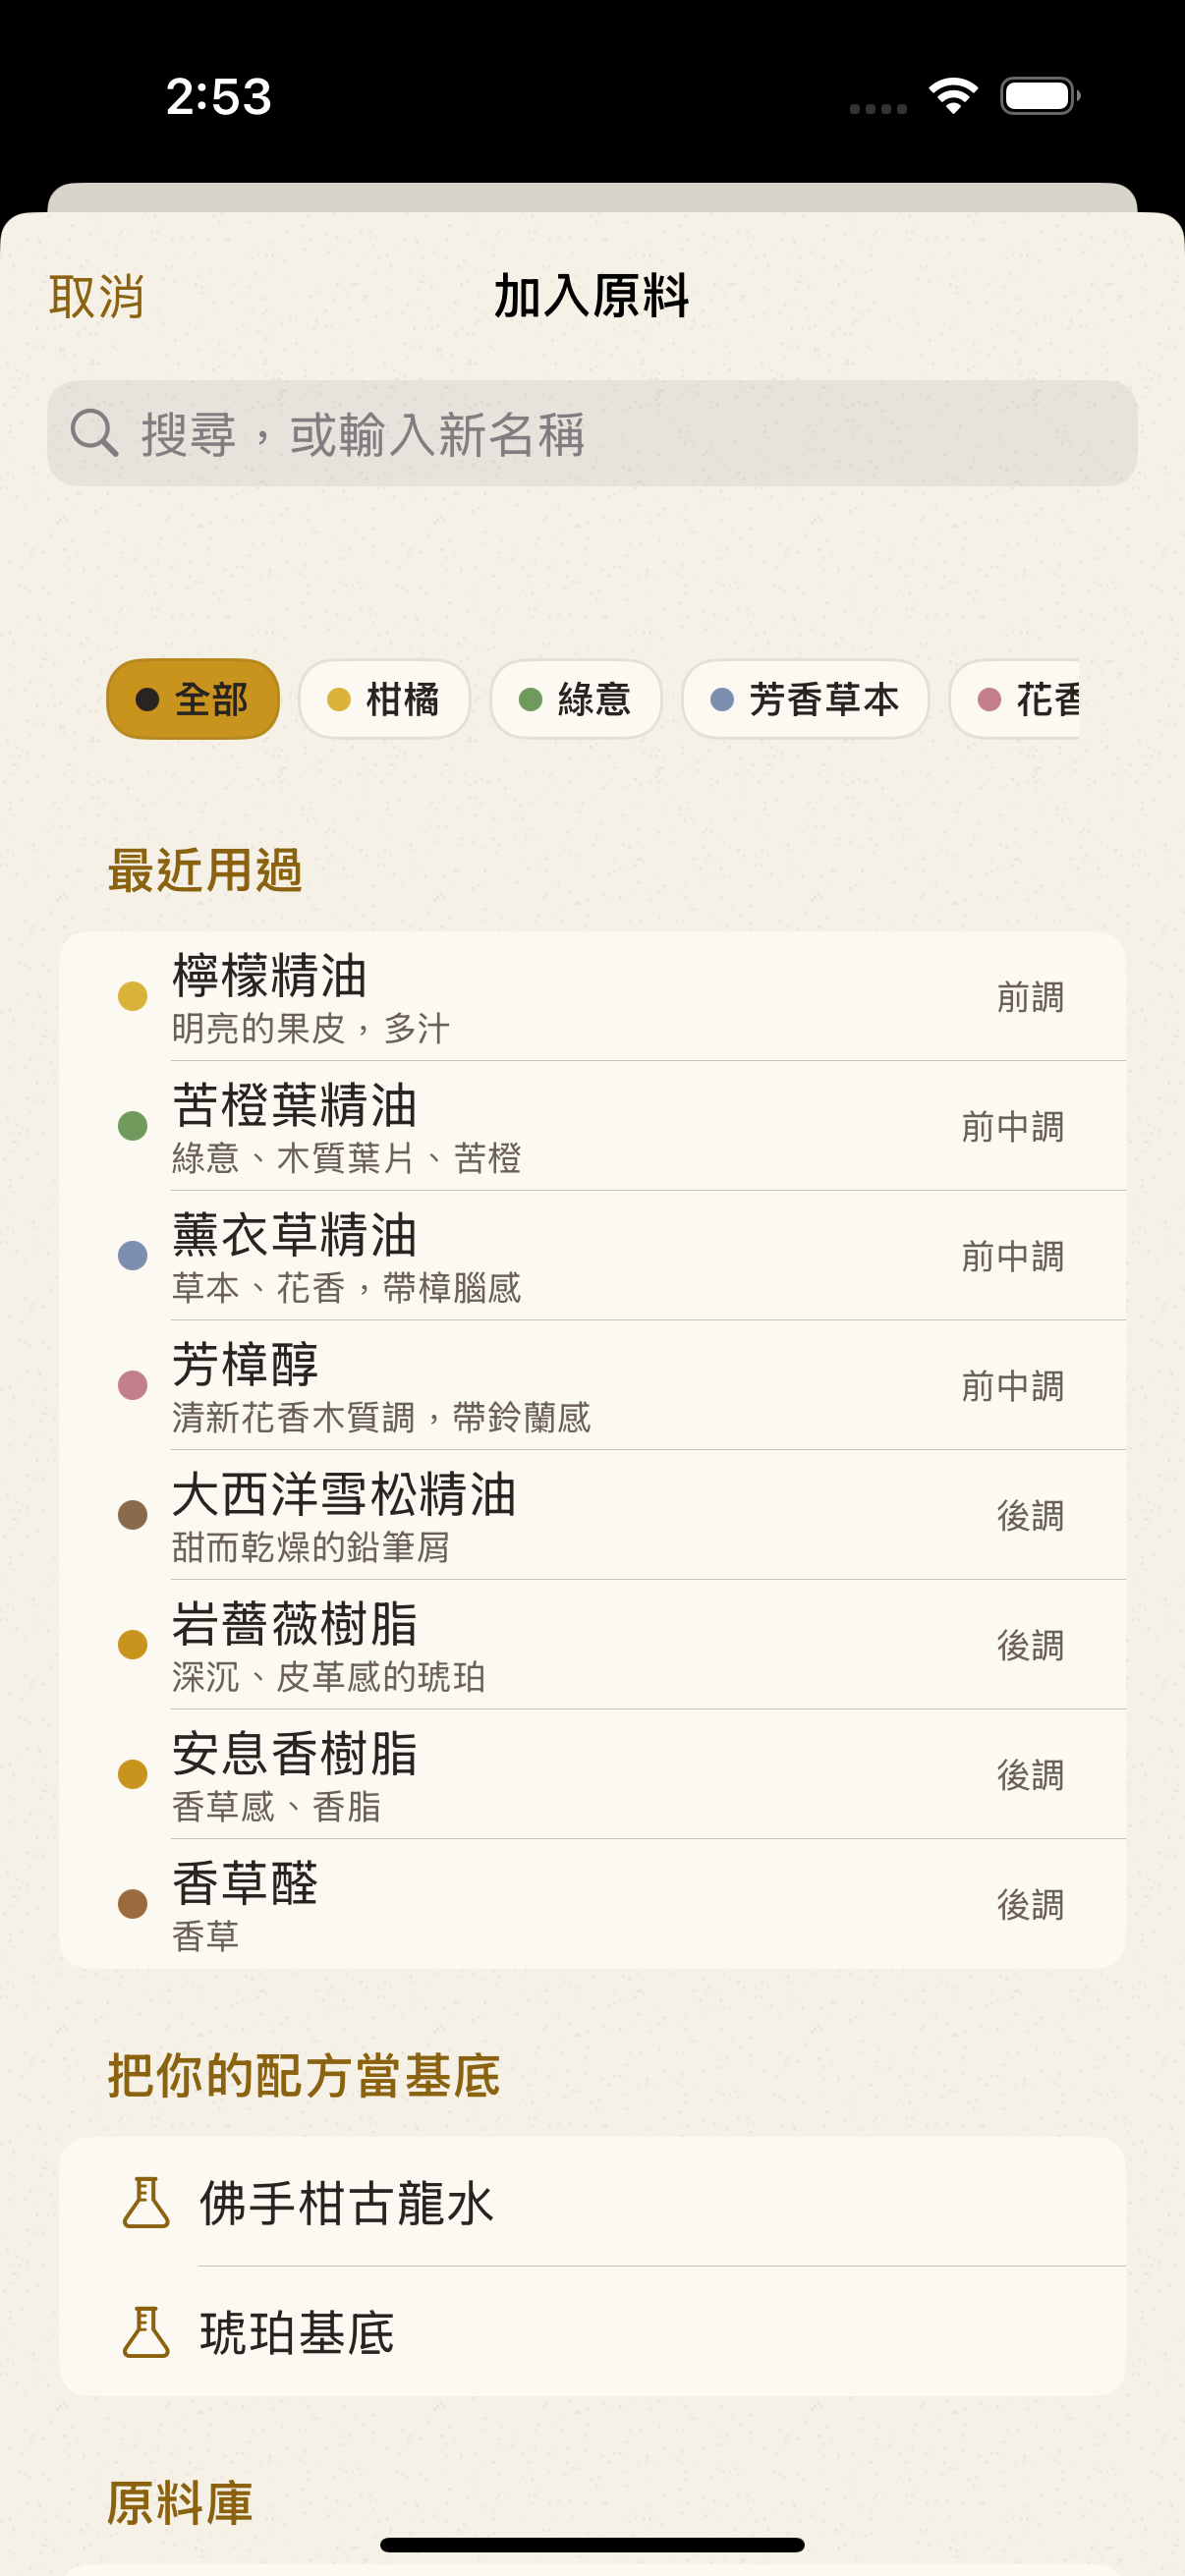 2:53
取消
加入原料
搜尋，或輸入新名稱
全部
柑橘
綠意
芳香草本
花香
最近用過
檸檬精油
明亮的果皮，多汁
前調
苦橙葉精油
綠意、木質葉片、苦橙
前中調
薰衣草精油
草本、花香，帶樟腦感
前中調
芳樟醇
清新花香木質調，帶鈴蘭感
前中調
大西洋雪松精油
甜而乾燥的鉛筆屑
後調
岩薔薇樹脂
深沉、皮革感的琥珀
後調
安息香樹脂
香草感、香脂
後調
香草醛
香草
後調
把你的配方當基底
佛手柑古龍水
琥珀基底
原料庫